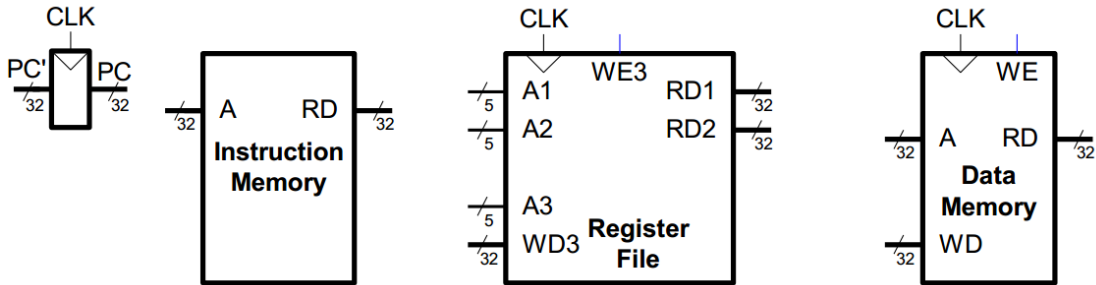 CLK
PC' PC
32 32
A RD
32 32
Instruction
Memory
CLK
WE3
A1 RD1
5 32
A2 RD2
5 32
A3
5
WD3
32
Register
File
CLK
WE
A RD
32 32
Data
Memory
WD
32